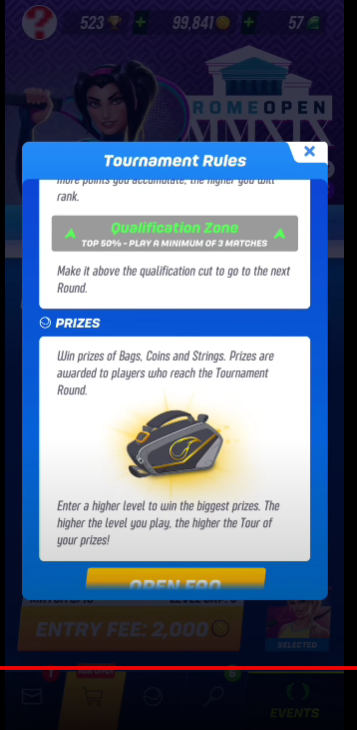 523 + 99,841 + 57
ROMEOPEN
MMXIX
Tournament Rules
more points you accumulate, the higher you will
rank.
Qualification Zone
TOP 50% - PLAY A MINIMUM OF 3 MATCHES
Make it above the qualification cut to go to the next
Round.
PRIZES
Win prizes of Bags, Coins and Strings. Prizes are
awarded to players who reach the Tournament
Round.
Enter a higher level to win the biggest prizes. The
higher the level you play, the higher the Tour of
your prizes!
OPEN FAQ
ENTRY FEE: 2,000
SELECTED
EVENTS